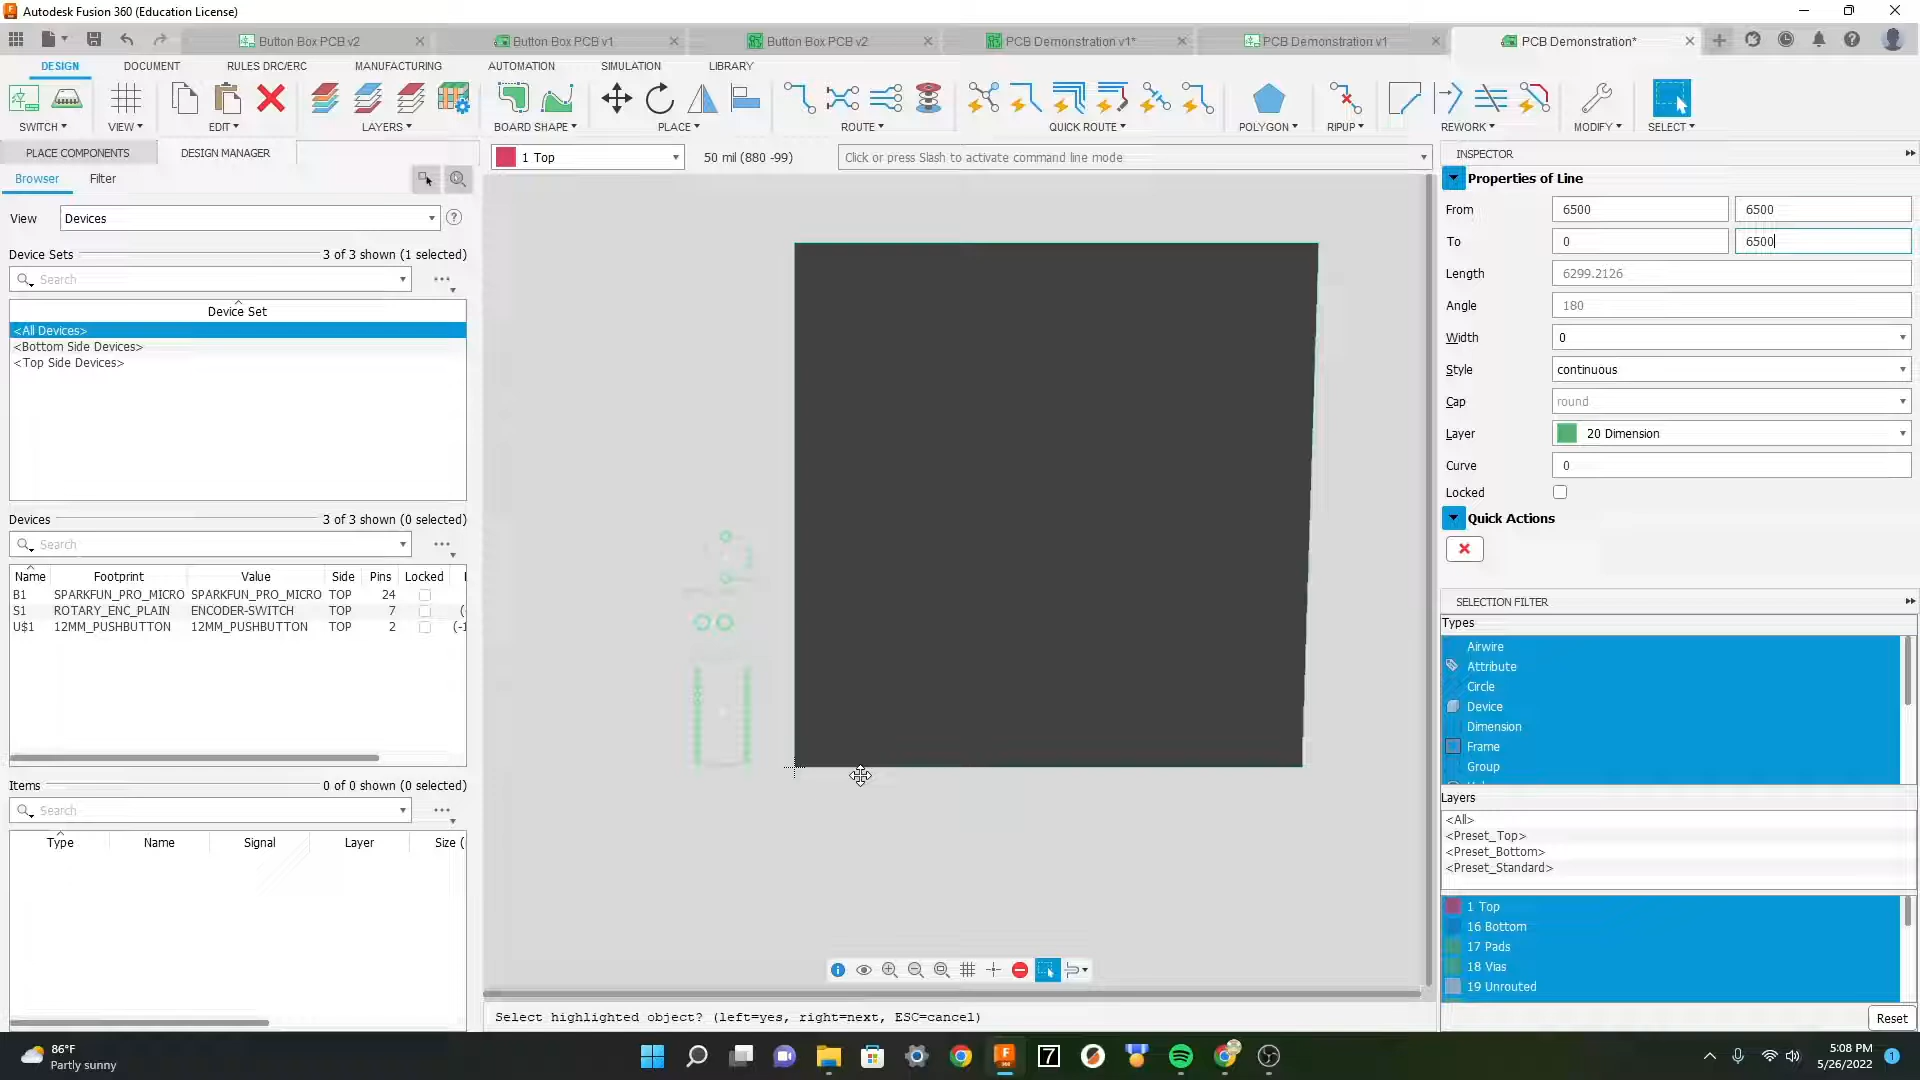 Autodesk Fusion 360 (Education License)
Button Box PCB v2
Button Box PCB v1
Button Box PCB v2
PCB Demonstration v1*
PCB Demonstration v1
PCB Demonstration*
DESIGN
DOCUMENT
RULES DRC/ERC
MANUFACTURING
AUTOMATION
SIMULATION
LIBRARY
SWITCH
VIEW
EDIT
LAYERS
BOARD SHAPE
PLACE
ROUTE
QUICK ROUTE
POLYGON
RIPUP
REWORK
MODIFY
SELECT
PLACE COMPONENTS
DESIGN MANAGER
1 Top
50 mil (880 -99)
Click or press Slash to activate command line mode
INSPECTOR
Browser
Filter
View
Devices
?
Device Sets
3 of 3 shown (1 selected)
Search
Device Set
<All Devices>
<Bottom Side Devices>
<Top Side Devices>
Devices
3 of 3 shown (0 selected)
Search
Name Footprint Value Side Pins Locked
B1 SPARKFUN_PRO_MICRO SPARKFUN_PRO_MICRO TOP 24
S1 ROTARY_ENC_PLAIN ENCODER-SWITCH TOP 7 (
U$1 12MM_PUSHBUTTON 12MM_PUSHBUTTON TOP 2 (-1
Items
0 of 0 shown (0 selected)
Search
Type Name Signal Layer Size (
Properties of Line
From 6500 6500
To 0 6500
Length 6299.2126
Angle 180
Width 0
Style continuous
Cap round
Layer 20 Dimension
Curve 0
Locked
Quick Actions
SELECTION FILTER
Types
Airwire
Attribute
Circle
Device
Dimension
Frame
Group
Layers
<All>
<Preset_Top>
<Preset_Bottom>
<Preset_Standard>
1 Top
16 Bottom
17 Pads
18 Vias
19 Unrouted
Reset
Select highlighted object? (left=yes, right=next, ESC=cancel)
86°F
Partly sunny
7
5:08 PM
5/26/2022
1